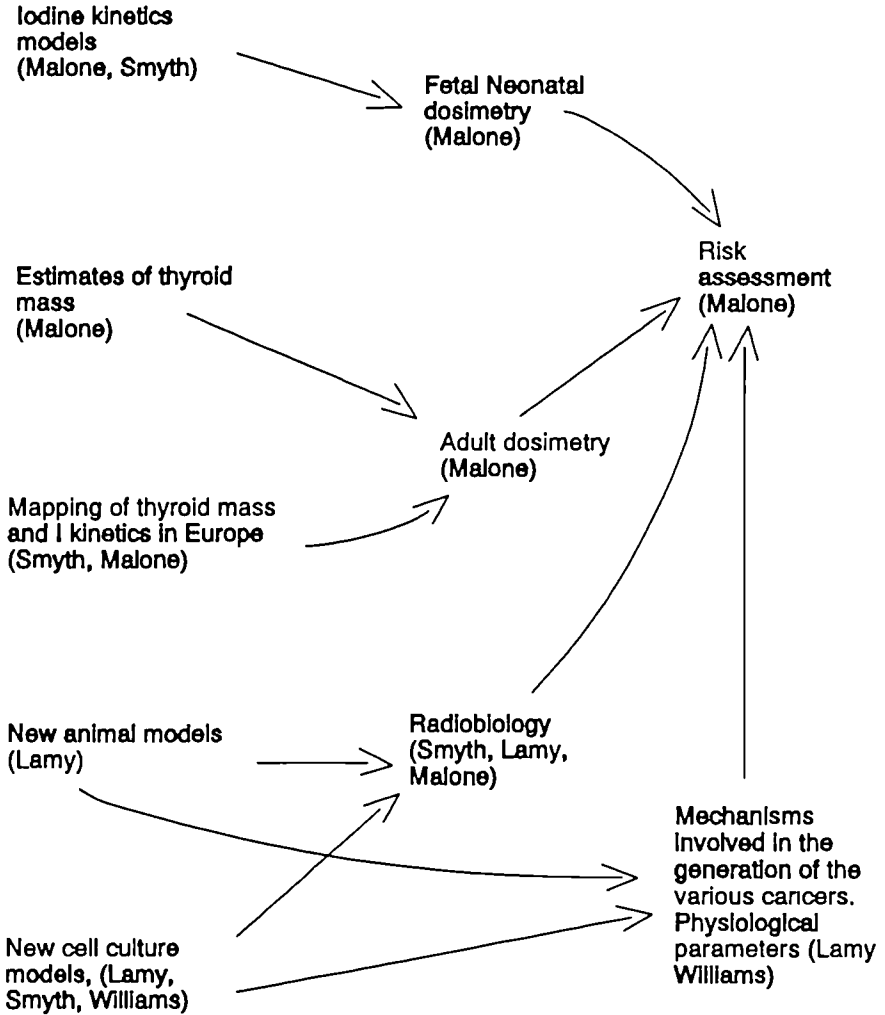 Iodine kinetics
models
(Malone, Smyth)
Fetal Neonatal
dosimetry
(Malone)
Risk
assessment
(Malone)
Estimates of thyroid
mass
(Malone)
Adult dosimetry
(Malone)
Mapping of thyroid mass
and I kinetics in Europe
(Smyth, Malone)
New animal models
(Lamy)
Radiobiology
(Smyth, Lamy,
Malone)
Mechanisms
involved in the
generation of the
various cancers.
Physiological
parameters (Lamy
Williams)
New cell culture
models, (Lamy,
Smyth, Williams)